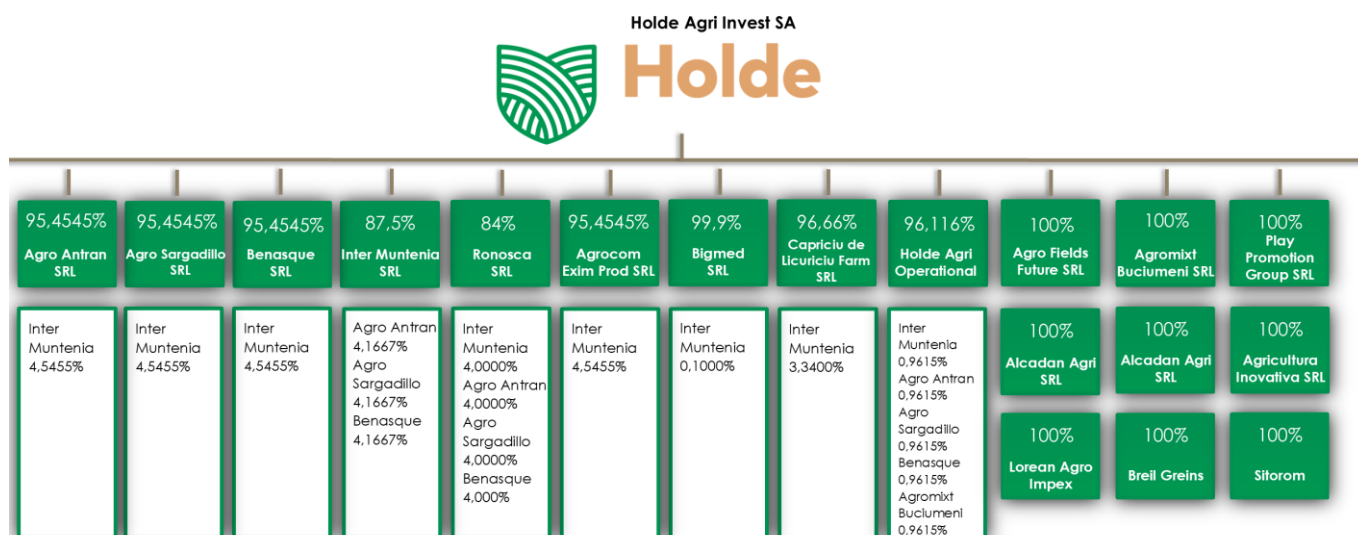 Holde Agri Invest SA
Holde
95,4545%
Agro Antran
SRL
95,4545%
Agro Sargadillo
SRL
95,4545%
Benasque
SRL
87,5%
Inter Muntenia
SRL
84%
Ronosca
SRL
95,4545%
Agrocom
Exim Prod SRL
99,9%
Bigmed
SRL
96,66%
Capriciu de
Licuriciu Farm
SRL
96,116%
Holde Agri
Operational
100%
Agro Fields
Future SRL
100%
Agromixt
Buciumeni SRL
100%
Play
Promotion
Group SRL
Inter
Muntenia
4,5455%
Inter
Muntenia
4,5455%
Inter
Muntenia
4,5455%
Agro Antran
4,1667%
Agro
Sargadillo
4,1667%
Benasque
4,1667%
Inter
Muntenia
4,0000%
Agro Antran
4,0000%
Agro
Sargadillo
4,0000%
Benasque
4,000%
Inter
Muntenia
4,5455%
Inter
Muntenia
0,1000%
Inter
Muntenia
3,3400%
Inter
Muntenia
0,9615%
Agro Antran
0,9615%
Agro
Sargadillo
0,9615%
Benasque
0,9615%
Agromixt
Buciumeni
0,9615%
100%
Alcadan Agri
SRL
100%
Alcadan Agri
SRL
100%
Agricultura
Inovativa SRL
100%
Lorean Agro
Impex
100%
Breil Greins
100%
Sitorom